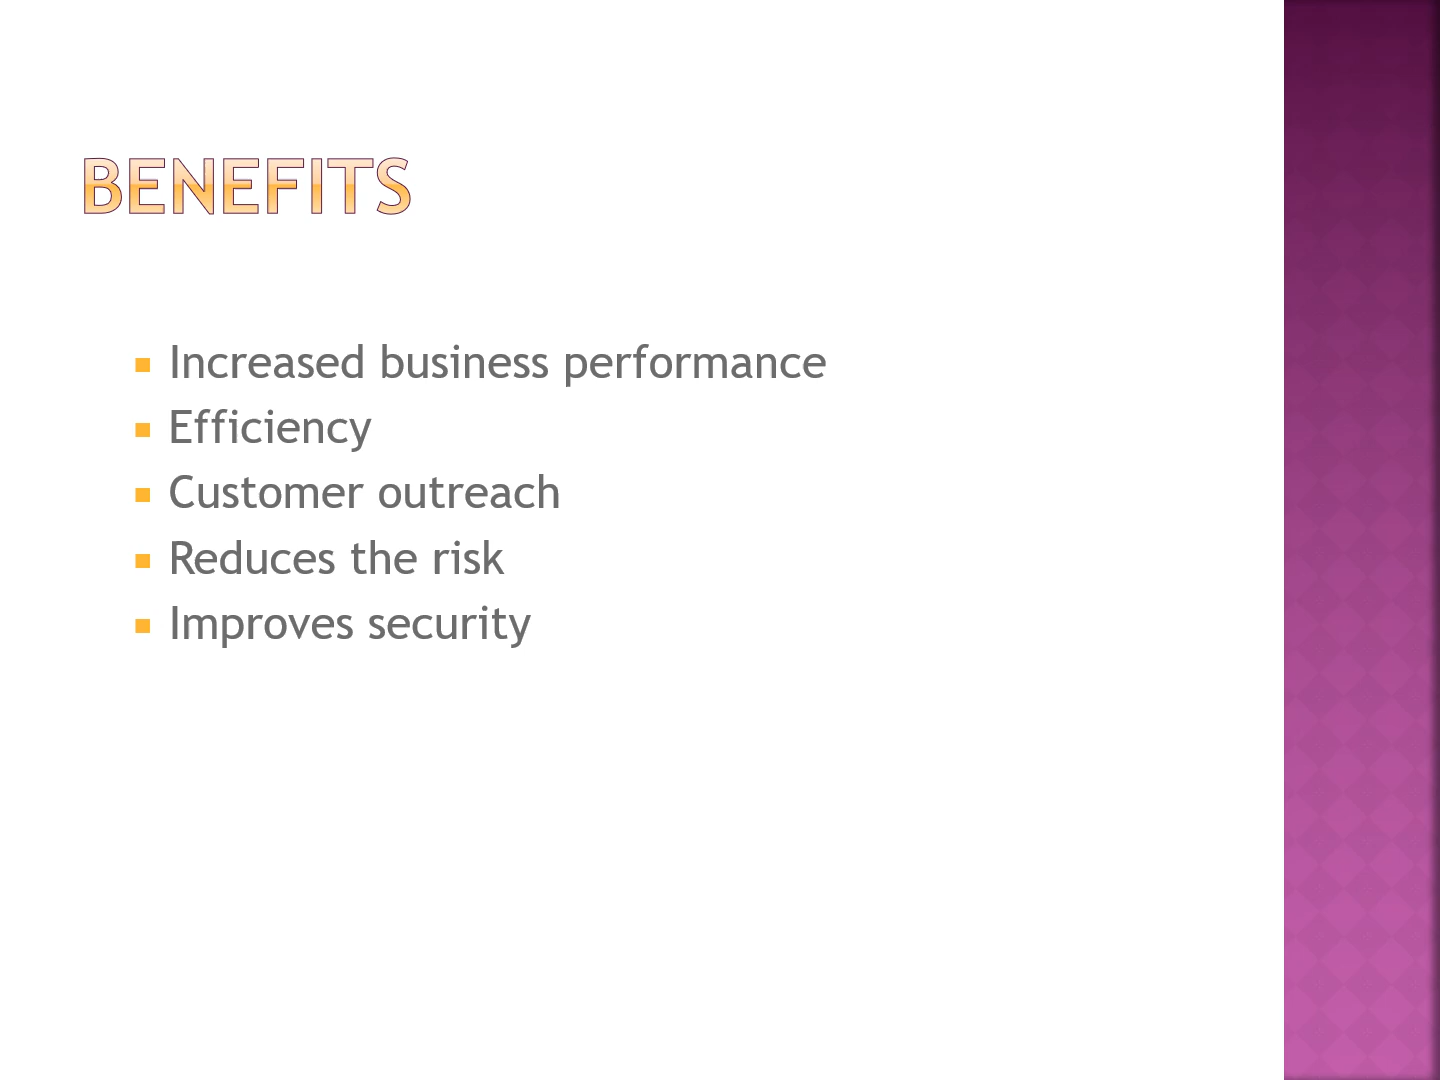 BENEFITS
Increased business performance
Efficiency
Customer outreach
Reduces the risk
Improves security